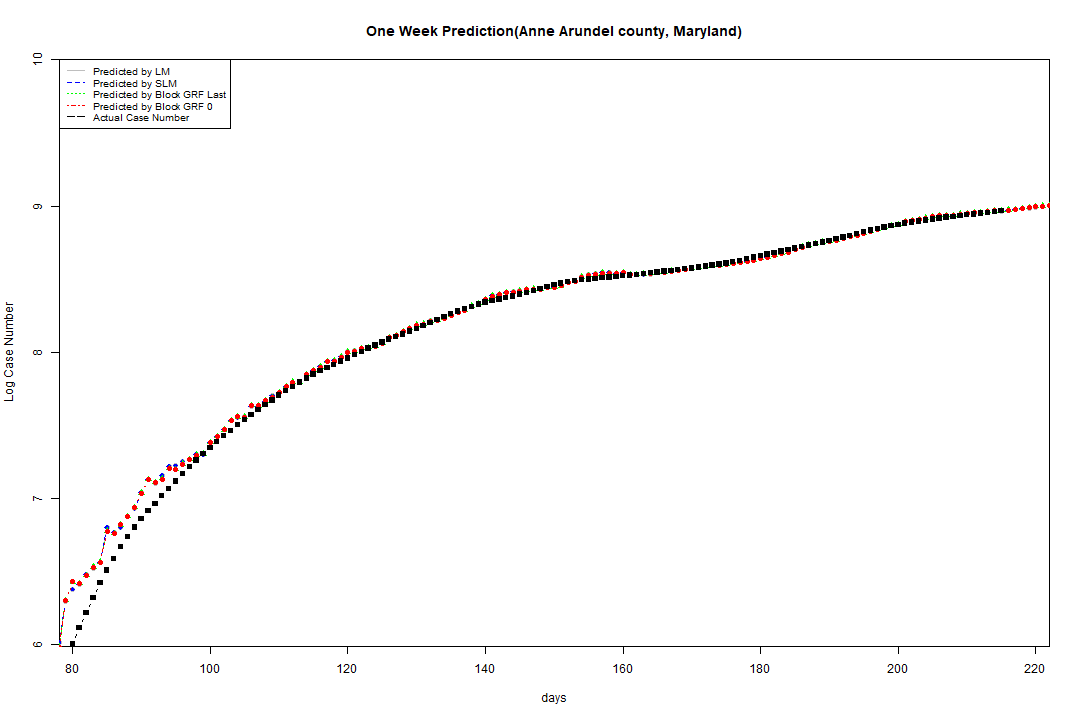 One Week Prediction(Anne Arundel county, Maryland)
Predicted by LM
Predicted by SLM
Predicted by Block GRF Last
Predicted by Block GRF 0
Actual Case Number
10
9
8
7
6
Log Case Number
80 100 120 140 160 180 200 220
days